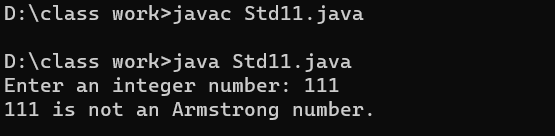 D:\class work>javac Std11.java
D:\class work>java Std11.java
Enter an integer number: 111
111 is not an Armstrong number.